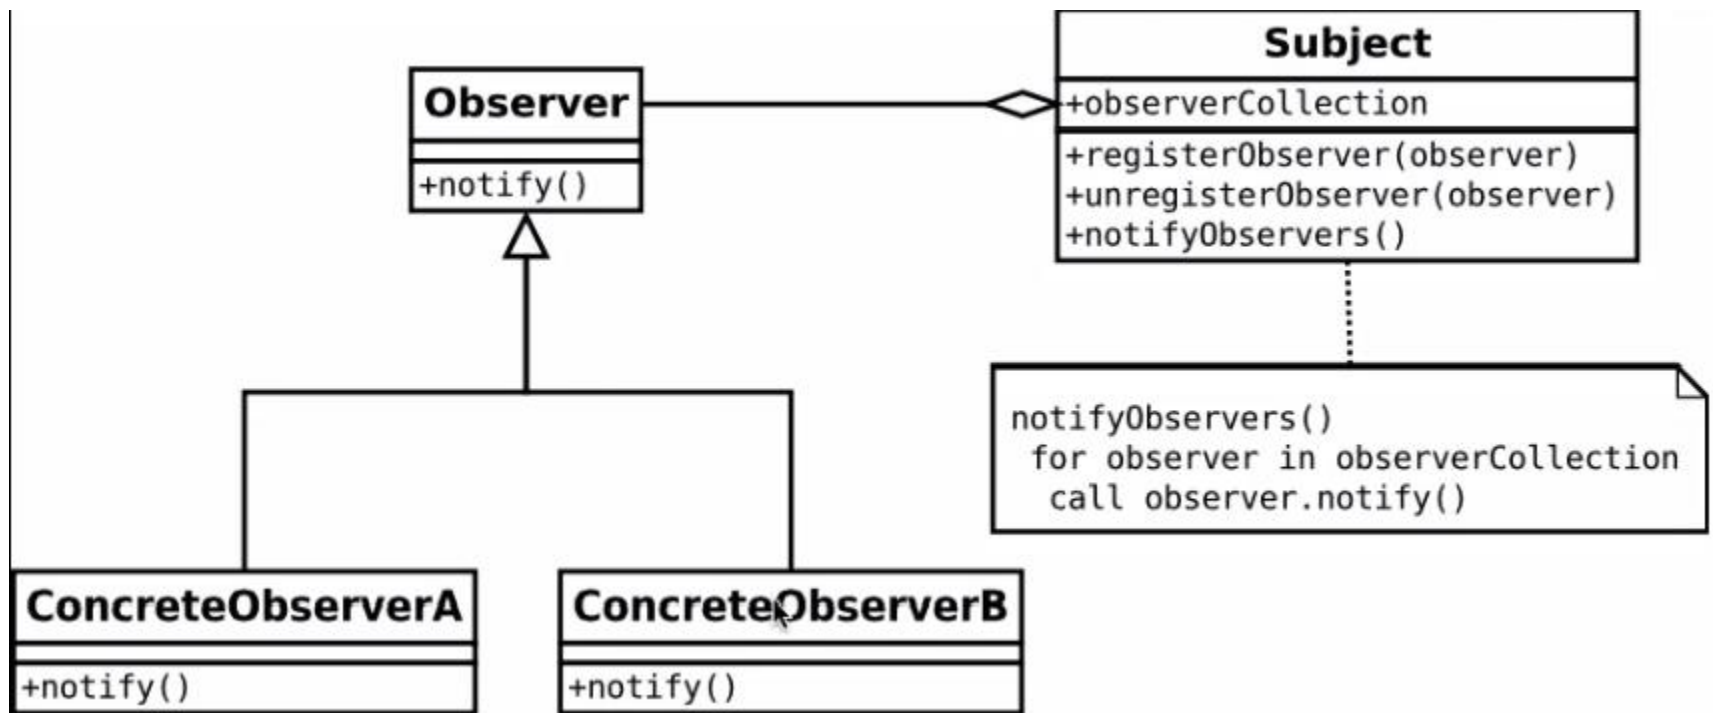 Observer
+notify()
Subject
+observerCollection
+registerObserver(observer)
+unregisterObserver(observer)
+notifyObservers()
notifyObservers()
for observer in observerCollection
call observer.notify()
ConcreteObserverA
+notify()
ConcreteObserverB
+notify()